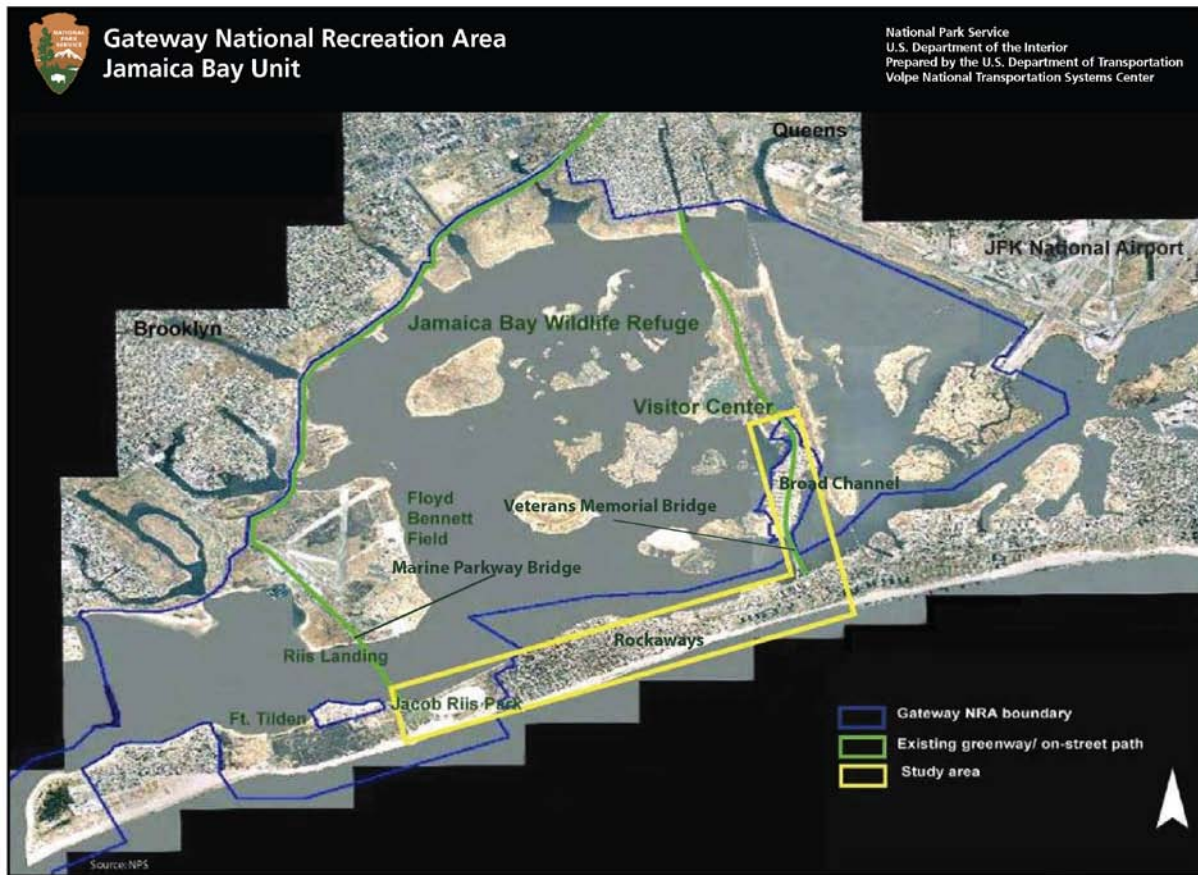 NATIONAL
PARK
SERVICE
Gateway National Recreation Area
Jamaica Bay Unit
National Park Service
U.S. Department of the Interior
Prepared by the U.S. Department of Transportation
Volpe National Transportation Systems Center
Queens
JFK National Airport
Brooklyn
Jamaica Bay Wildlife Refuge
Visitor Center
Broad Channel
Floyd
Bennett
Field
Veterans Memorial Bridge
Marine Parkway Bridge
Rockaways
Riis Landing
Jacob Riis Park
Ft. Tilden
Gateway NRA boundary
Existing greenway/ on-street path
Study area
Source: NPS